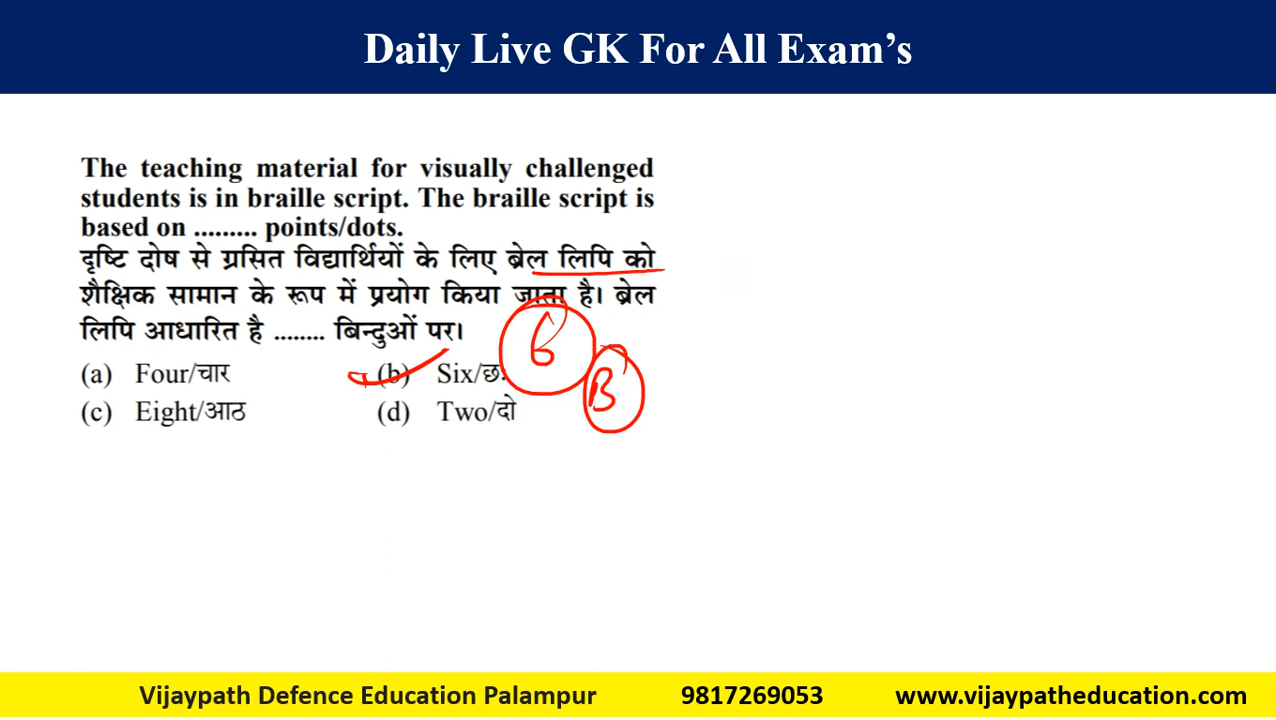 Daily Live GK For All Exam's
The teaching material for visually challenged
students is in braille script. The braille script is
based on ......... points/dots.
दृष्टि दोष से ग्रसित विद्यार्थियों के लिए ब्रेल लिपि को
शैक्षिक सामान के रूप में प्रयोग किया जाता है। ब्रेल
लिपि आधारित है ........ बिन्दुओं पर।
6
(a) Four/चार (b) Six/छः
B
(c) Eight/आठ (d) Two/दो
Vijaypath Defence Education Palampur 9817269053 www.vijaypatheducation.com